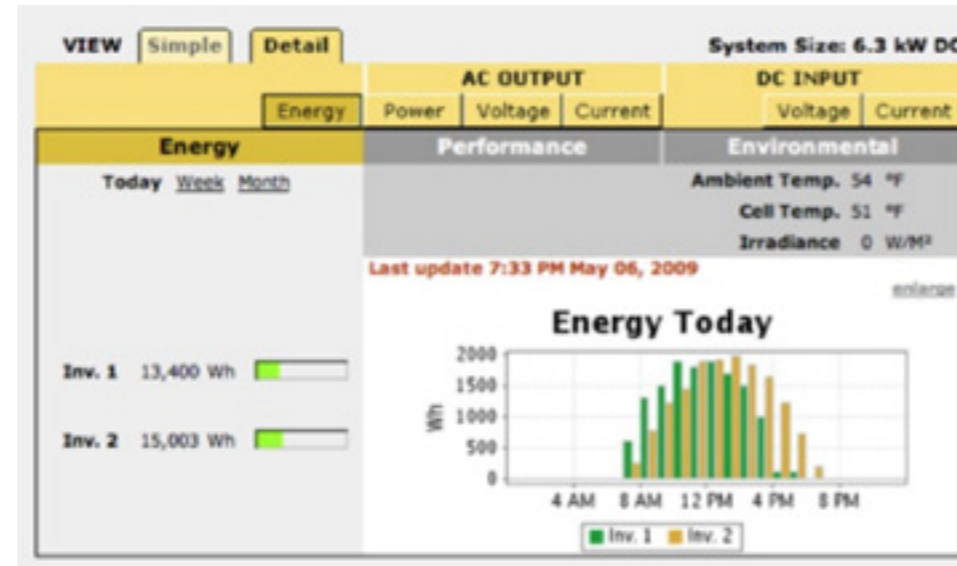 VIEW Simple Detail System Size: 6.3 kW DC
AC OUTPUT DC INPUT
Energy Power Voltage Current Voltage Current
Energy Performance Environmental
Today Week Month
Ambient Temp. 54 °F
Cell Temp. 51 °F
Irradiance 0 W/M²
Last update 7:33 PM May 06, 2009
enlarge
Energy Today
Inv. 1 13,400 Wh
Inv. 2 15,003 Wh
Wh
2000
1500
1000
500
0
4 AM 8 AM 12 PM 4 PM 8 PM
Inv. 1 Inv. 2